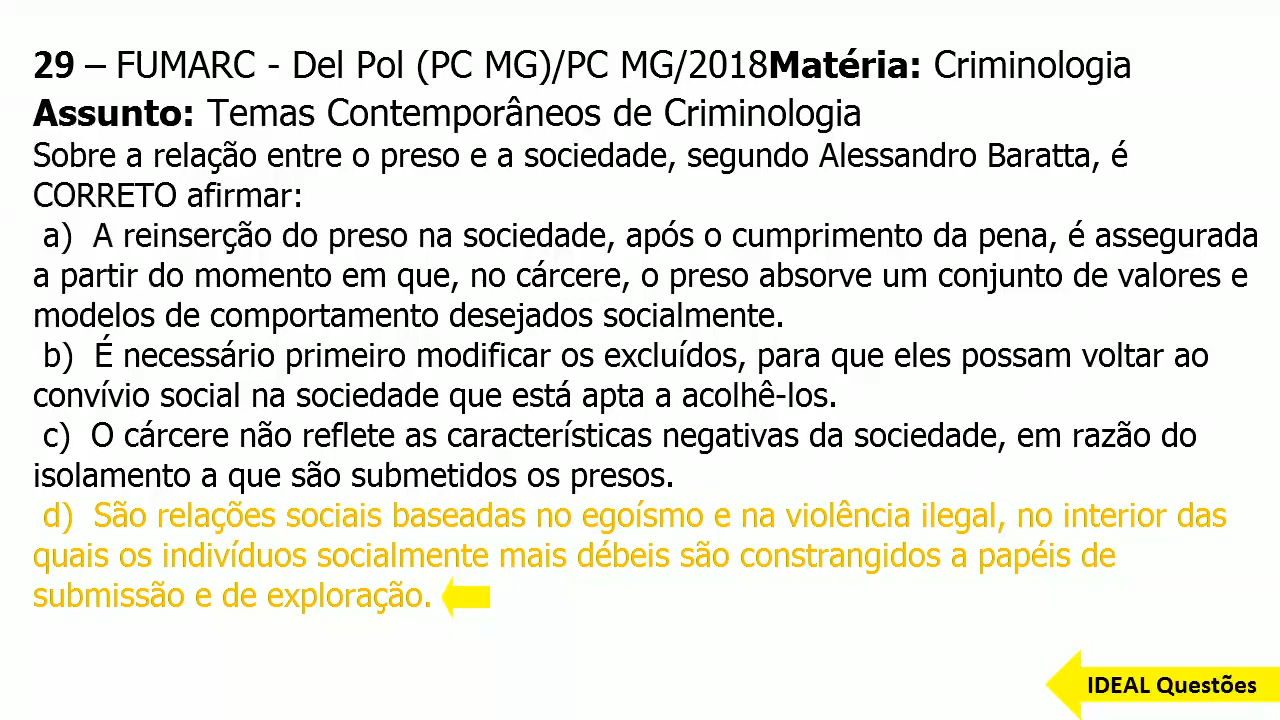 29 – FUMARC - Del Pol (PC MG)/PC MG/2018Matéria: Criminologia
Assunto: Temas Contemporâneos de Criminologia
Sobre a relação entre o preso e a sociedade, segundo Alessandro Baratta, é
CORRETO afirmar:
a) A reinserção do preso na sociedade, após o cumprimento da pena, é assegurada
a partir do momento em que, no cárcere, o preso absorve um conjunto de valores e
modelos de comportamento desejados socialmente.
b) É necessário primeiro modificar os excluídos, para que eles possam voltar ao
convívio social na sociedade que está apta a acolhê-los.
c) O cárcere não reflete as características negativas da sociedade, em razão do
isolamento a que são submetidos os presos.
d) São relações sociais baseadas no egoísmo e na violência ilegal, no interior das
quais os indivíduos socialmente mais débeis são constrangidos a papéis de
submissão e de exploração.
IDEAL Questões